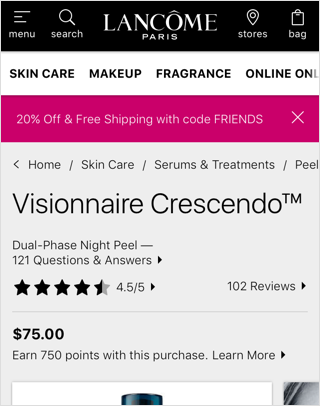 LANCÔME
PARIS
menu
search
stores
bag
SKIN CARE MAKEUP FRAGRANCE ONLINE ONL
20% Off & Free Shipping with code FRIENDS
Home / Skin Care / Serums & Treatments / Peel
Visionnaire Crescendo™
Dual-Phase Night Peel —
121 Questions & Answers
4.5/5
102 Reviews
$75.00
Earn 750 points with this purchase. Learn More